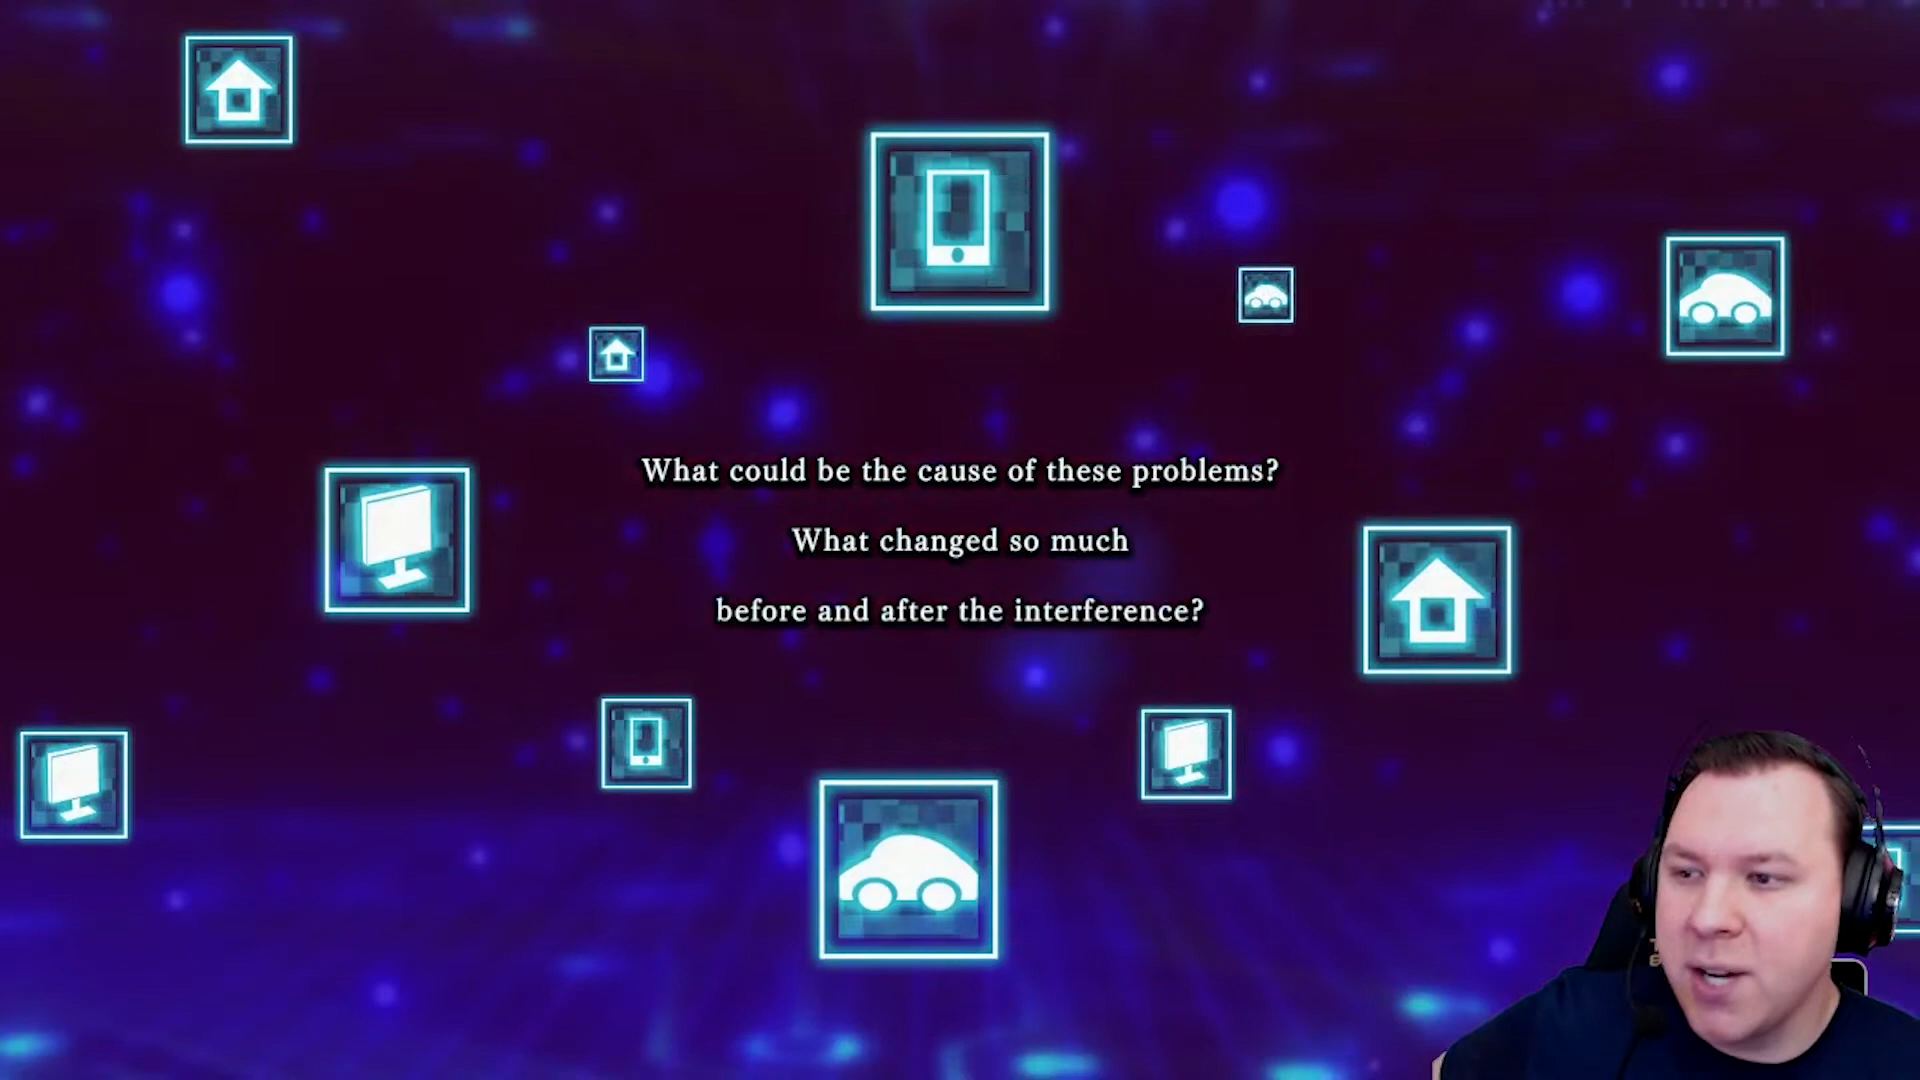 What could be the cause of these problems?
What changed so much
before and after the interference?